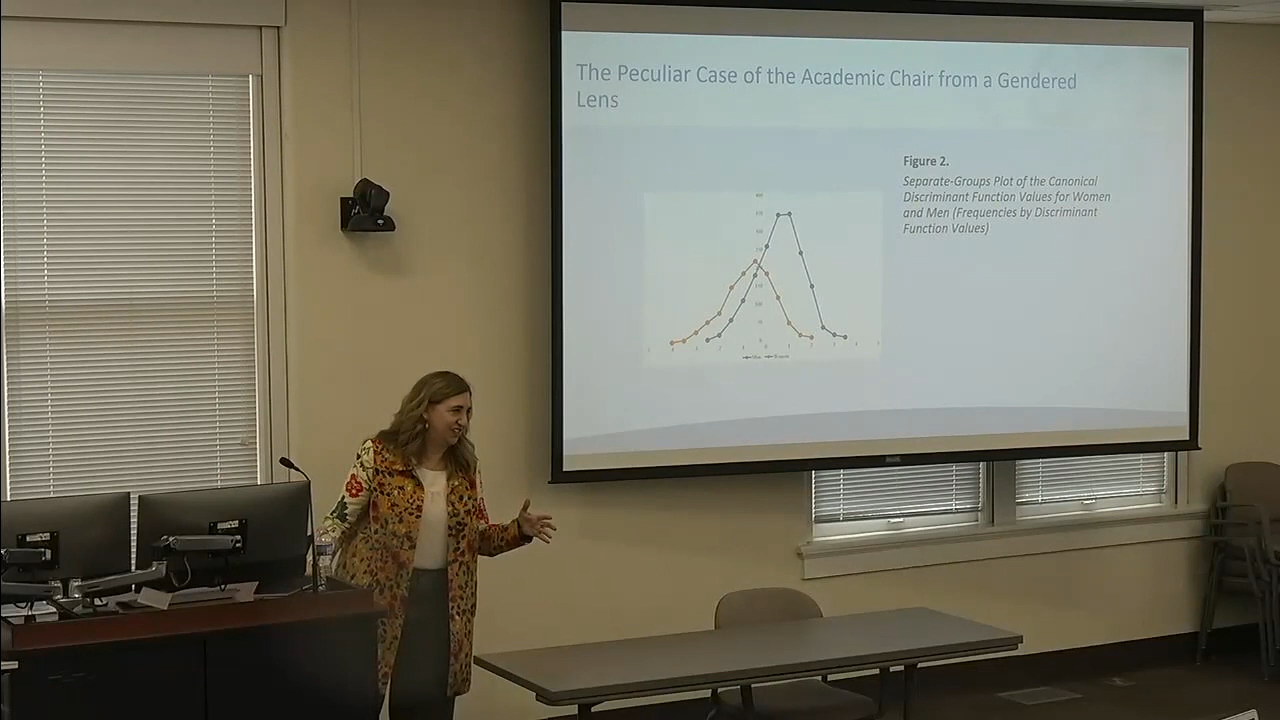 The Peculiar Case of the Academic Chair from a Gendered
Lens
Figure 2.
Separate-Groups Plot of the Canonical
Discriminant Function Values for Women
and Men (Frequencies by Discriminant
Function Values)